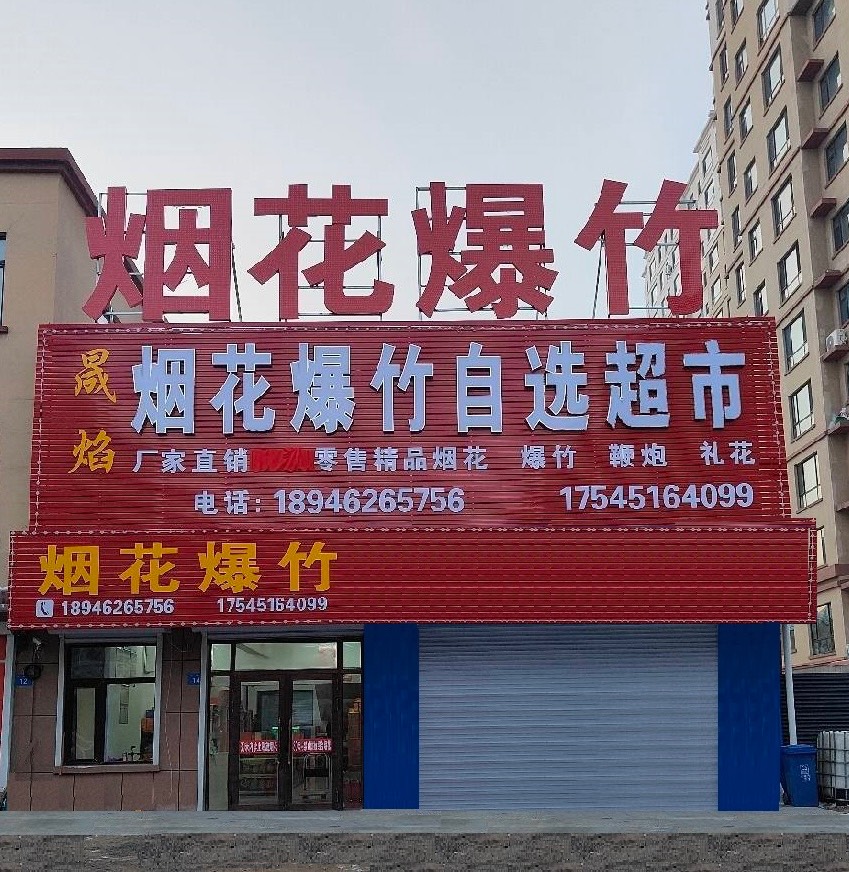 烟花爆竹
晟焰
烟花爆竹自选超市
厂家直销 零售精品烟花 爆竹 鞭炮 礼花
电话：18946265756 17545164099
烟花爆竹
18946265756 17545164099
12
14